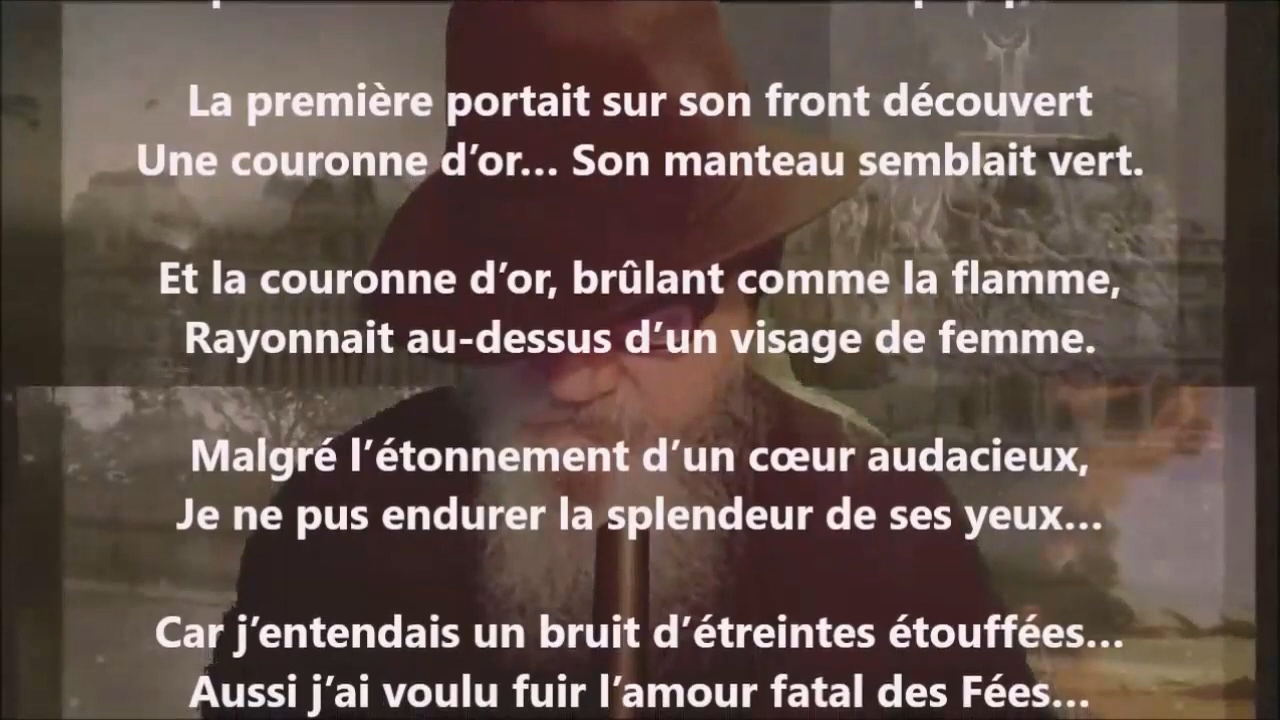 La première portait sur son front découvert
Une couronne d’or... Son manteau semblait vert.
Et la couronne d’or, brûlant comme la flamme,
Rayonnait au-dessus d’un visage de femme.
Malgré l’étonnement d’un cœur audacieux,
Je ne pus endurer la splendeur de ses yeux...
Car j’entendais un bruit d’étreintes étouffées...
Aussi j’ai voulu fuir l’amour fatal des Fées...